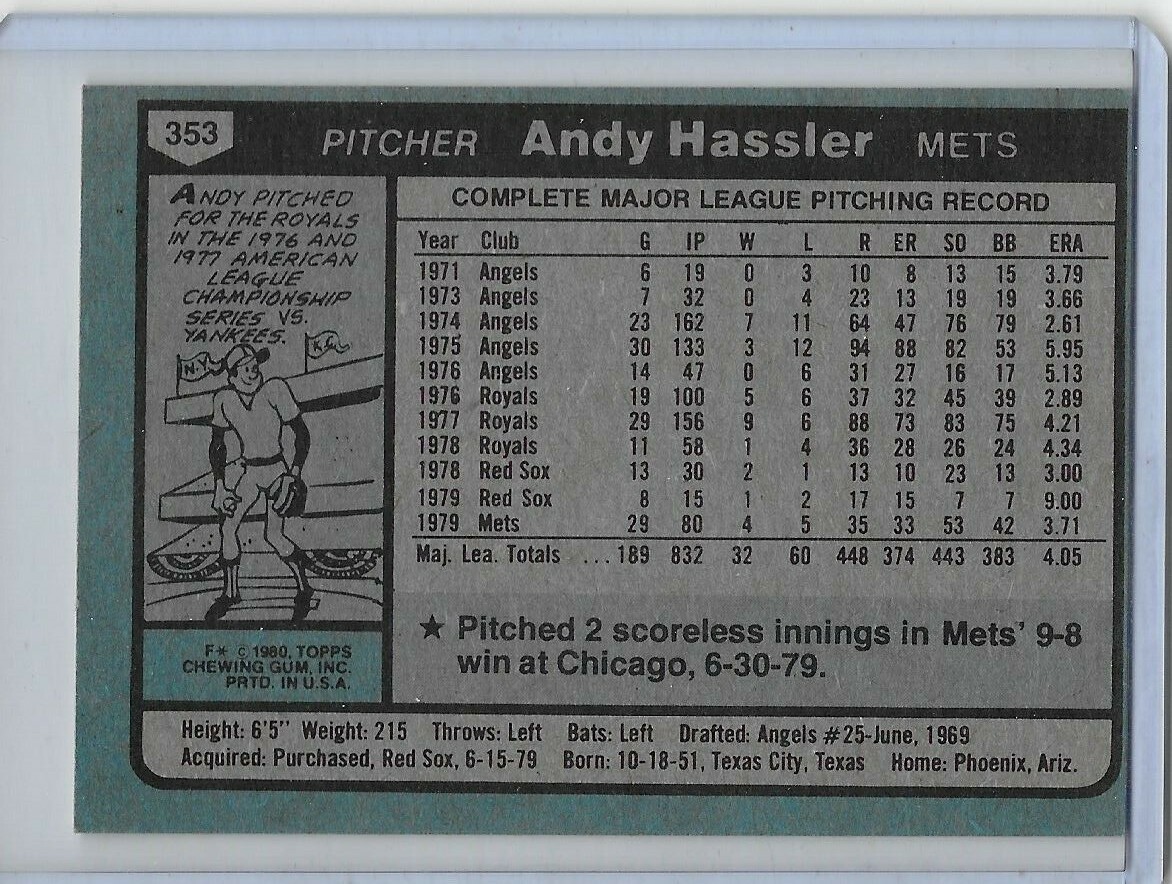 353 PITCHER Andy Hassler METS
ANDY PITCHED
FOR THE ROYALS
IN THE 1976 AND
1977 AMERICAN
LEAGUE
CHAMPIONSHIP
SERIES VS.
YANKEES.
N.Y.
K.C.
F* © 1980, TOPPS
CHEWING GUM, INC.
PRTD. IN U.S.A.
COMPLETE MAJOR LEAGUE PITCHING RECORD
Year Club G IP W L R ER SO BB ERA
1971 Angels 6 19 0 3 10 8 13 15 3.79
1973 Angels 7 32 0 4 23 13 19 19 3.66
1974 Angels 23 162 7 11 64 47 76 79 2.61
1975 Angels 30 133 3 12 94 88 82 53 5.95
1976 Angels 14 47 0 6 31 27 16 17 5.13
1976 Royals 19 100 5 6 37 32 45 39 2.89
1977 Royals 29 156 9 6 88 73 83 75 4.21
1978 Royals 11 58 1 4 36 28 26 24 4.34
1978 Red Sox 13 30 2 1 13 10 23 13 3.00
1979 Red Sox 8 15 1 2 17 15 7 7 9.00
1979 Mets 29 80 4 5 35 33 53 42 3.71
Maj. Lea. Totals ...189 832 32 60 448 374 443 383 4.05
★ Pitched 2 scoreless innings in Mets' 9-8
win at Chicago, 6-30-79.
Height: 6'5" Weight: 215 Throws: Left Bats: Left Drafted: Angels #25-June, 1969
Acquired: Purchased, Red Sox, 6-15-79 Born: 10-18-51, Texas City, Texas Home: Phoenix, Ariz.